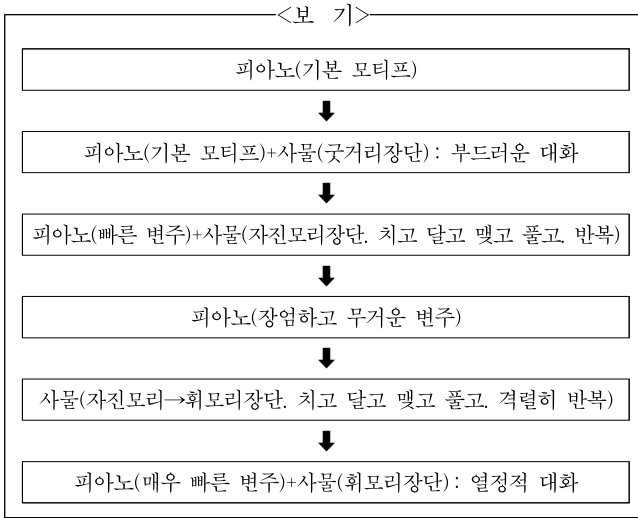 <보 기>
피아노(기본 모티프)
피아노(기본 모티프)+사물(굿거리장단) : 부드러운 대화
피아노(빠른 변주)+사물(자진모리장단. 치고 달고 맺고 풀고. 반복)
피아노(장엄하고 무거운 변주)
사물(자진모리→휘모리장단. 치고 달고 맺고 풀고. 격렬히 반복)
피아노(매우 빠른 변주)+사물(휘모리장단) : 열정적 대화